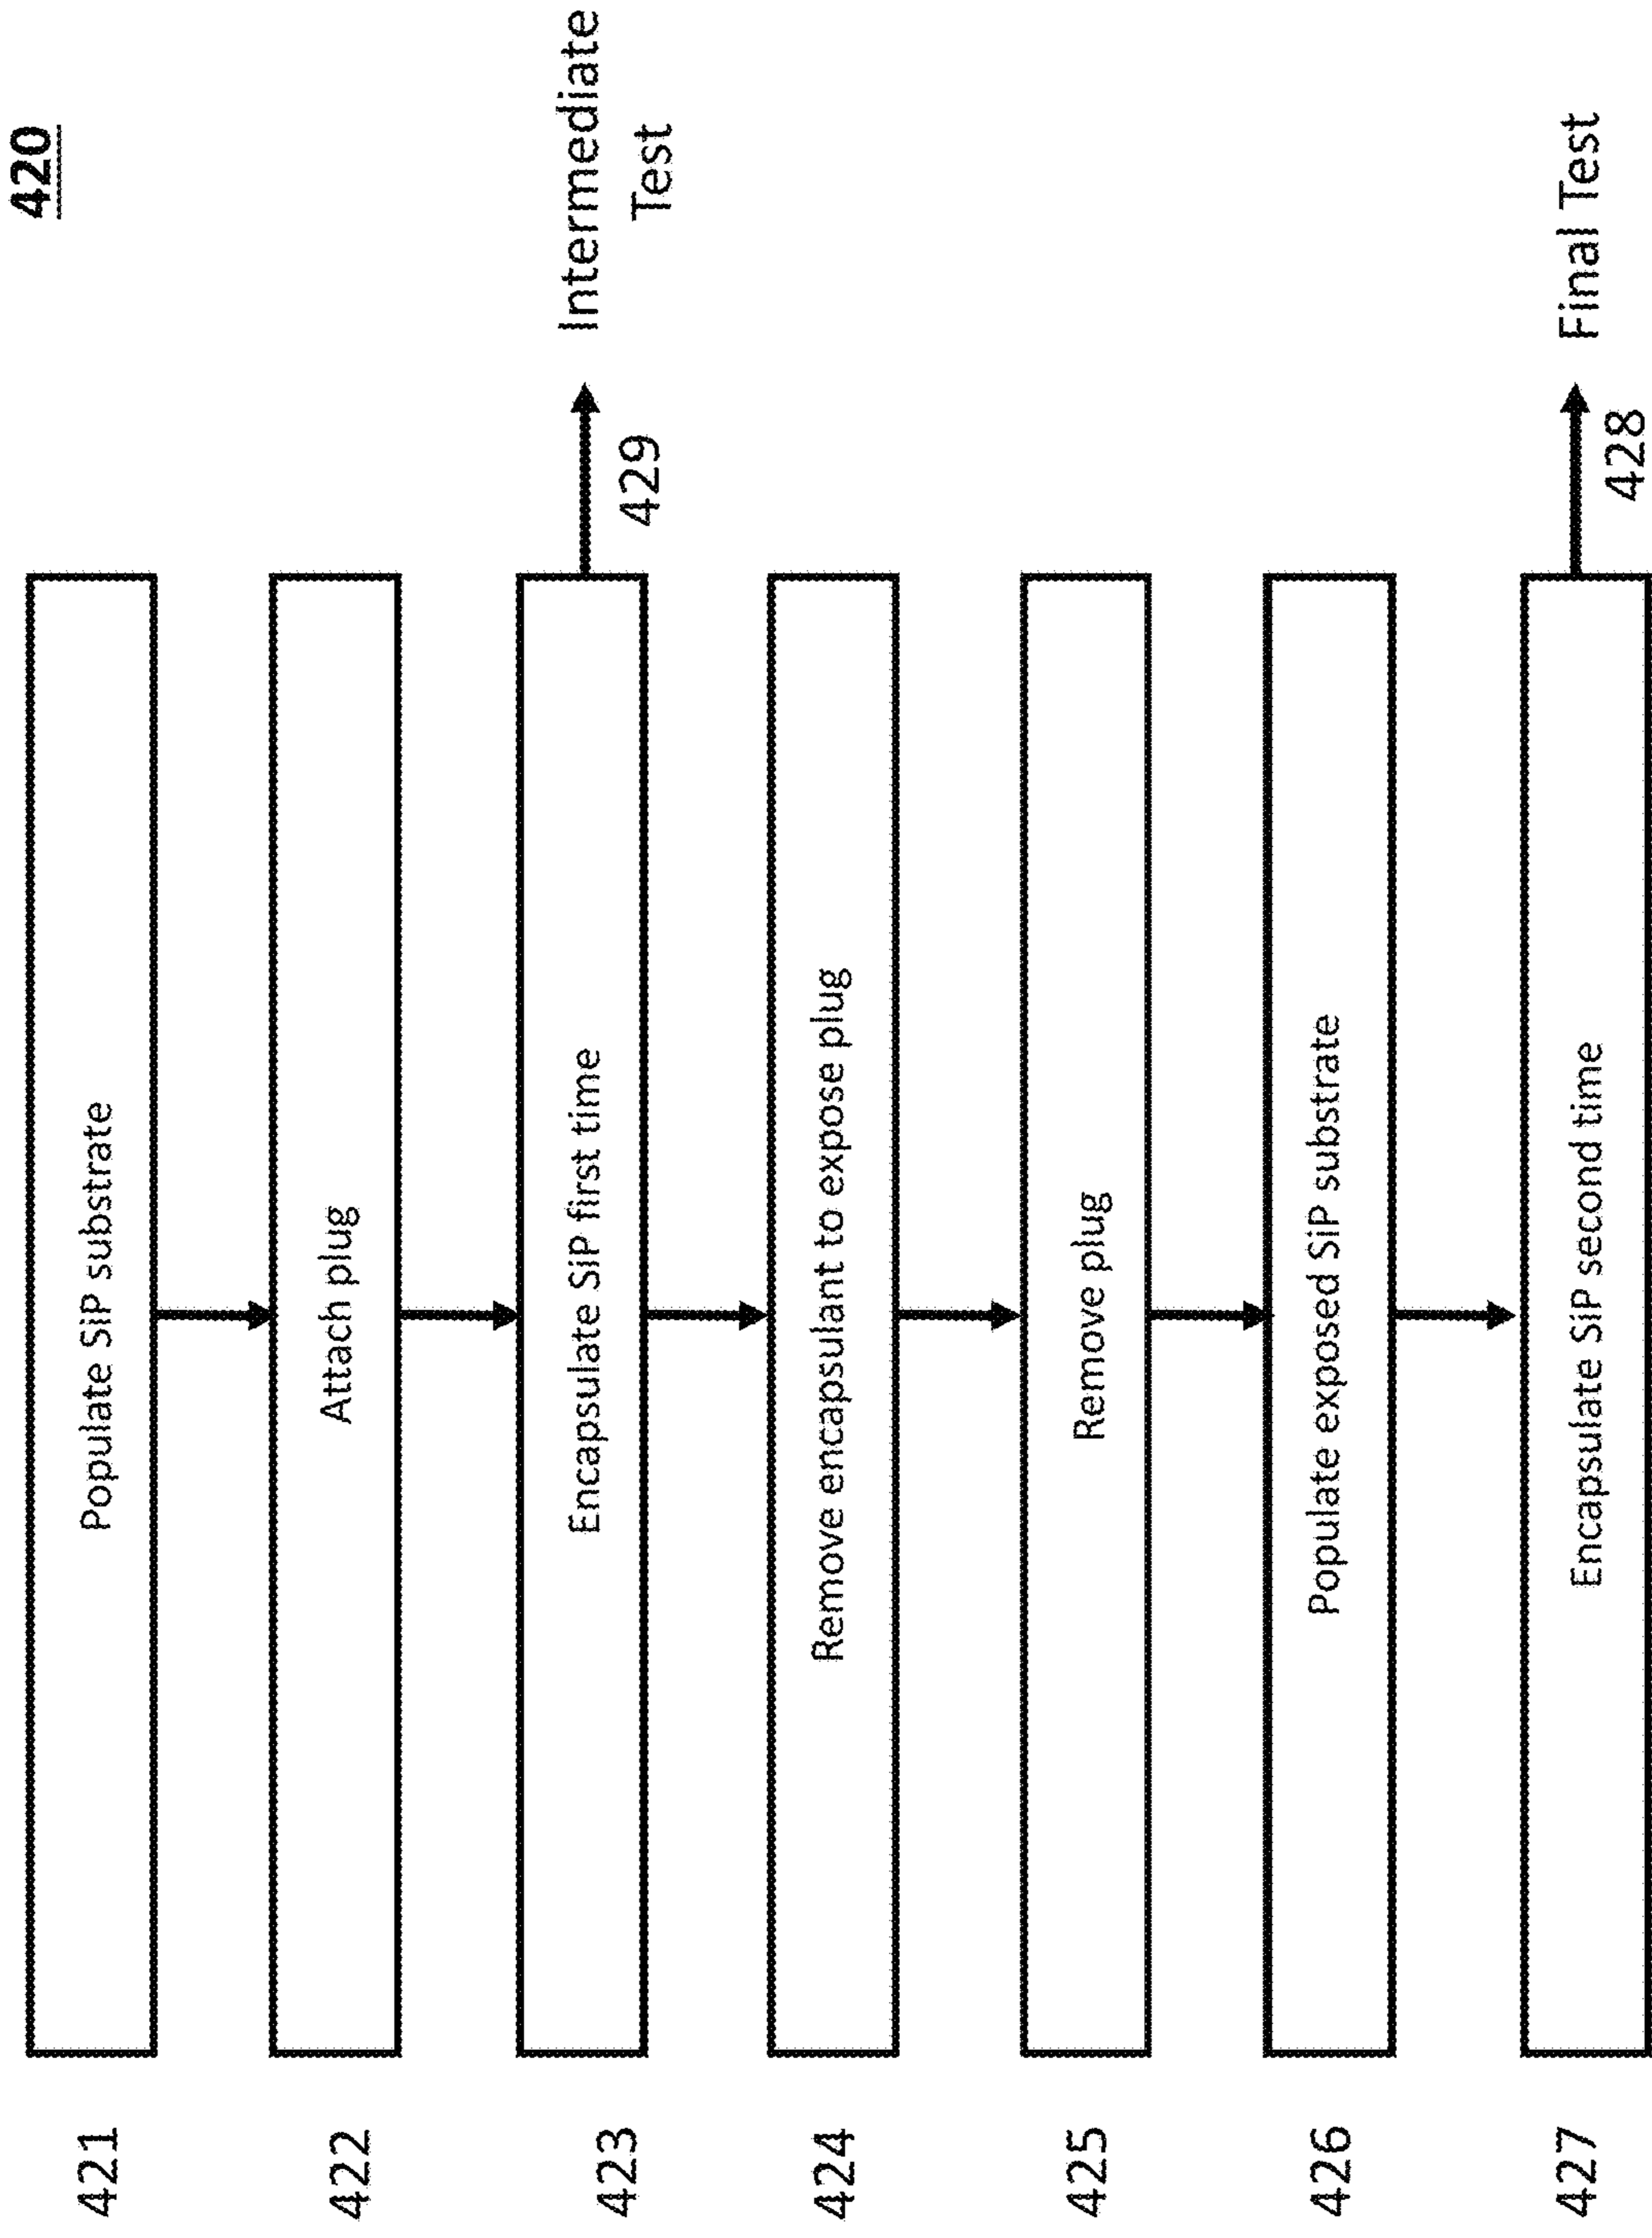 420
421
Populate SiP substrate
422
Attach plug
423
Encapsulate SiP first time
429
Intermediate
Test
424
Remove encapsulant to expose plug
425
Remove plug
426
Populate exposed SiP substrate
427
Encapsulate SiP second time
428
Final Test